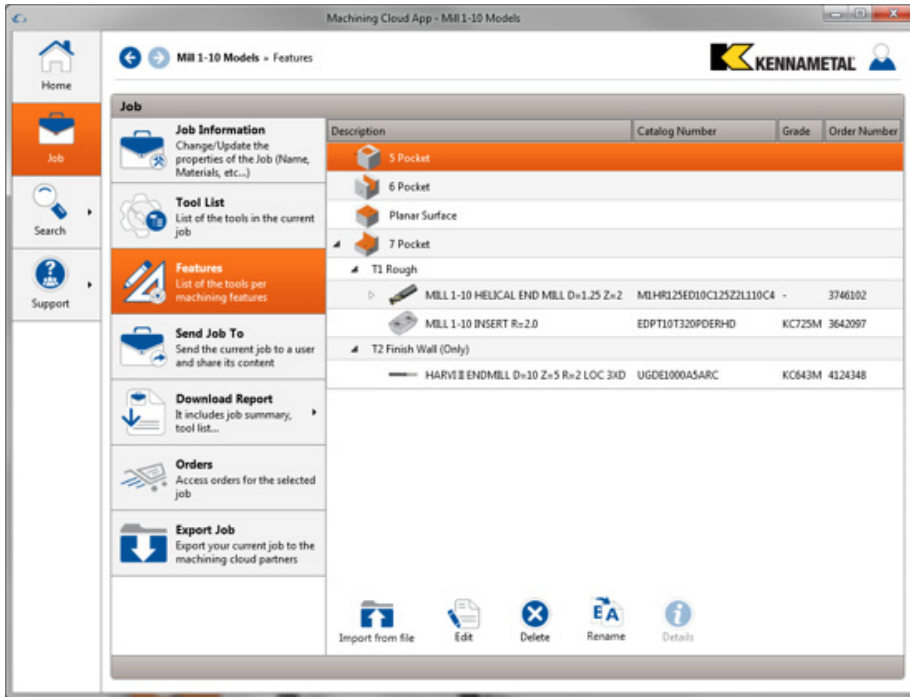 Machining Cloud App - Mill 1-10 Models
Home
Job
Search
Support
Mill 1-10 Models » Features
KENNAMETAL
Job
Job Information
Change/Update the
properties of the Job (Name,
Materials, etc...)
Tool List
List of the tools in the current
job
Features
List of the tools per
machining features
Send Job To
Send the current job to a user
and share its content
Download Report
It includes job summary,
tool list...
Orders
Access orders for the selected
job
Export Job
Export your current job to the
machining cloud partners
Description Catalog Number Grade Order Number
5 Pocket
6 Pocket
Planar Surface
7 Pocket
T1 Rough
MILL 1-10 HELICAL END MILL D=1.25 Z=2 M1HR125ED10C125Z2L110C4 - 3746102
MILL 1-10 INSERT R=2.0 EDPT10T320PDERHD KC725M 3642097
T2 Finish Wall (Only)
HARVI II ENDMILL D=10 Z=5 R=2 LOC 3XD UGDE1000A5ARC KC643M 4124348
Import from file Edit Delete Rename Details